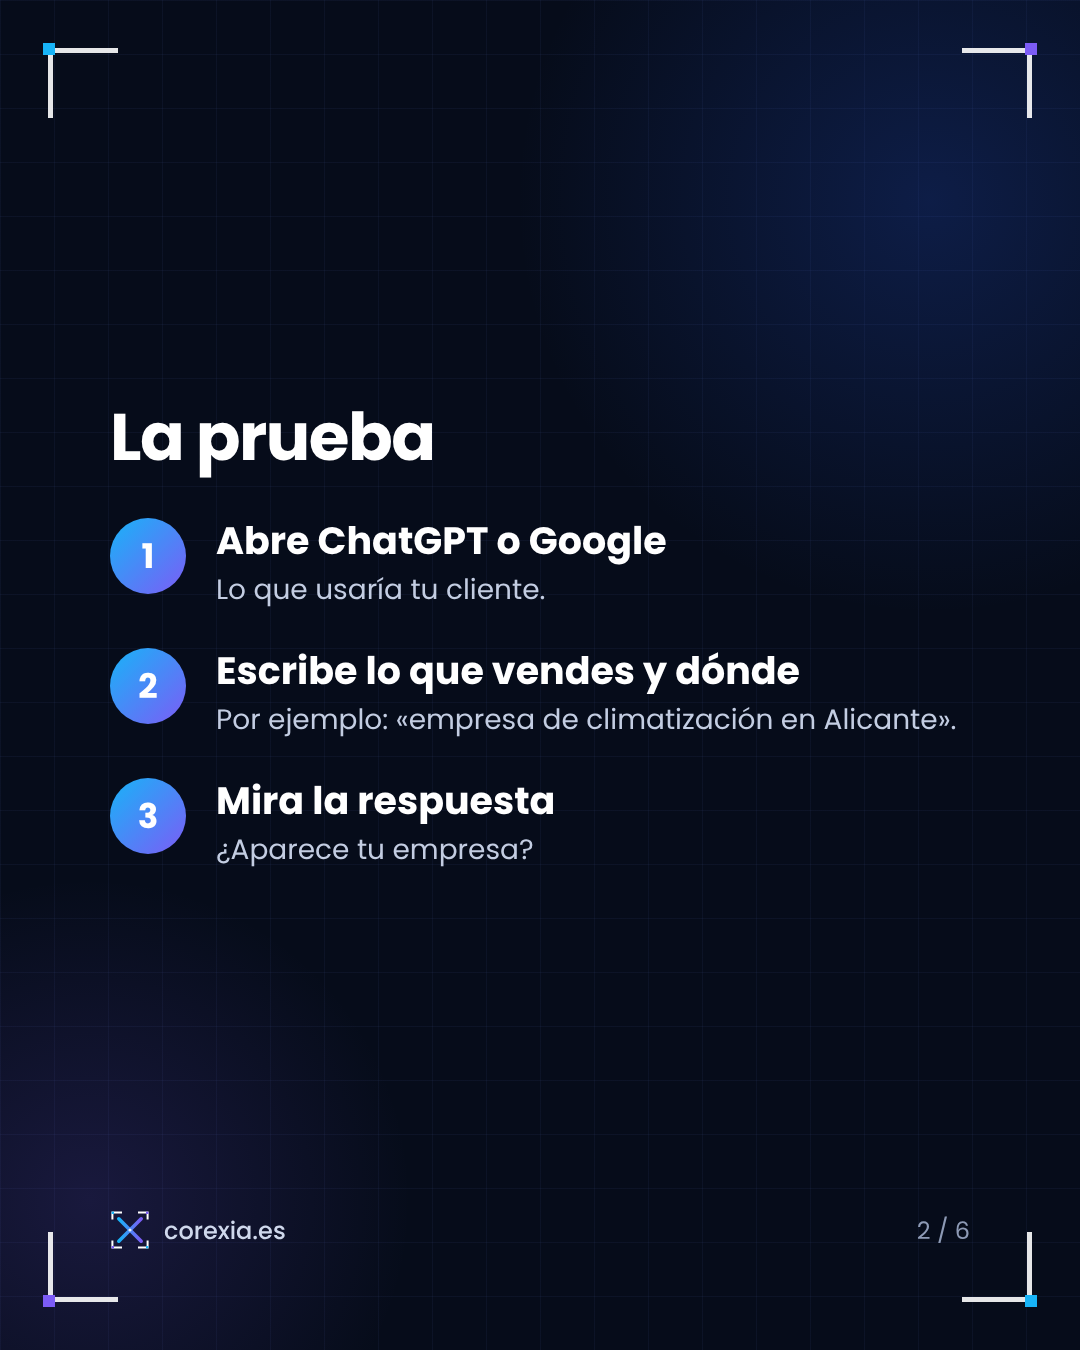 La prueba
1
Abre ChatGPT o Google
Lo que usaría tu cliente.
2
Escribe lo que vendes y dónde
Por ejemplo: «empresa de climatización en Alicante».
3
Mira la respuesta
¿Aparece tu empresa?
corexia.es
2 / 6